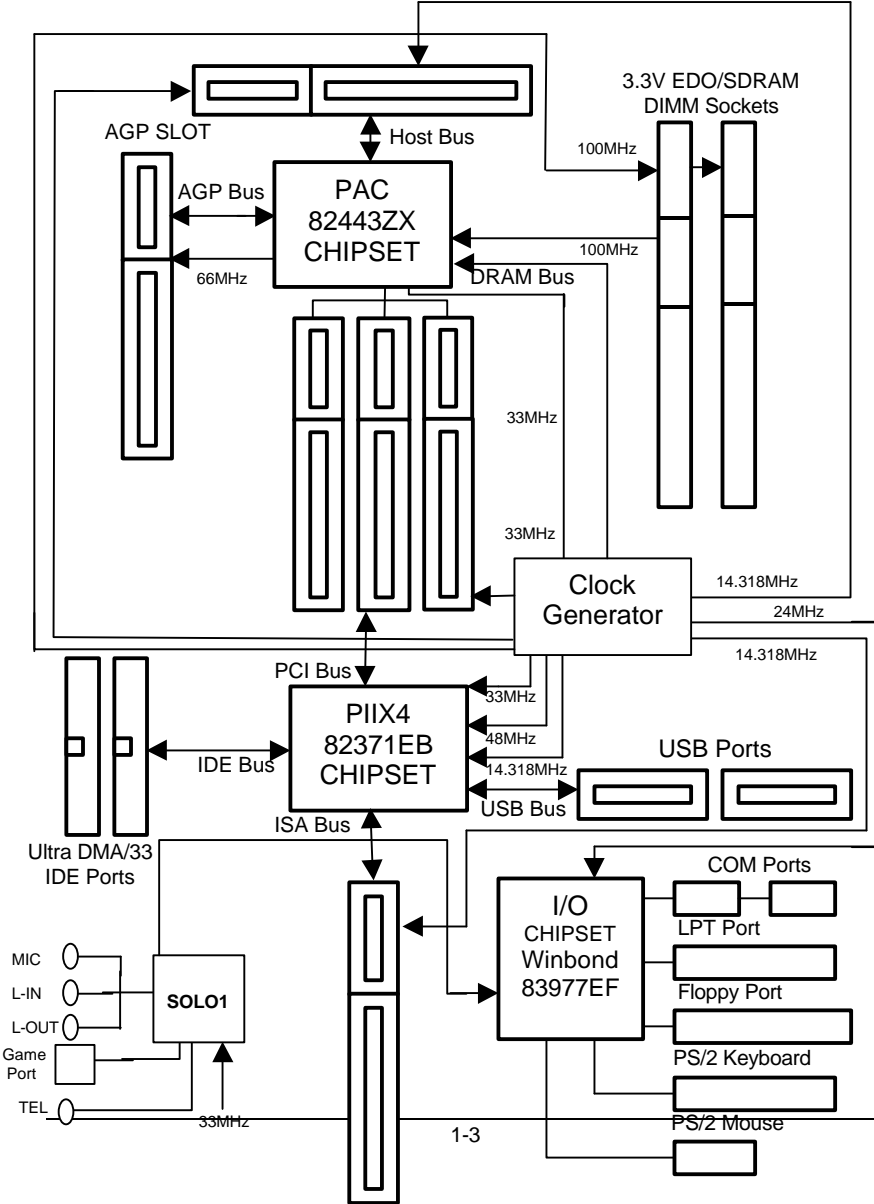 3.3V EDO/SDRAM
DIMM Sockets
AGP SLOT
Host Bus
100MHz
AGP Bus
PAC
82443ZX
CHIPSET
100MHz
DRAM Bus
66MHz
33MHz
33MHz
Clock
Generator
14.318MHz
24MHz
14.318MHz
PCI Bus
33MHz
PIIX4
82371EB
CHIPSET
48MHz
14.318MHz
IDE Bus
USB Ports
USB Bus
ISA Bus
Ultra DMA/33
IDE Ports
COM Ports
I/O
CHIPSET
Winbond
83977EF
LPT Port
MIC
L-IN
L-OUT
SOLO1
Floppy Port
Game
Port
PS/2 Keyboard
TEL
33MHz
PS/2 Mouse
1-3